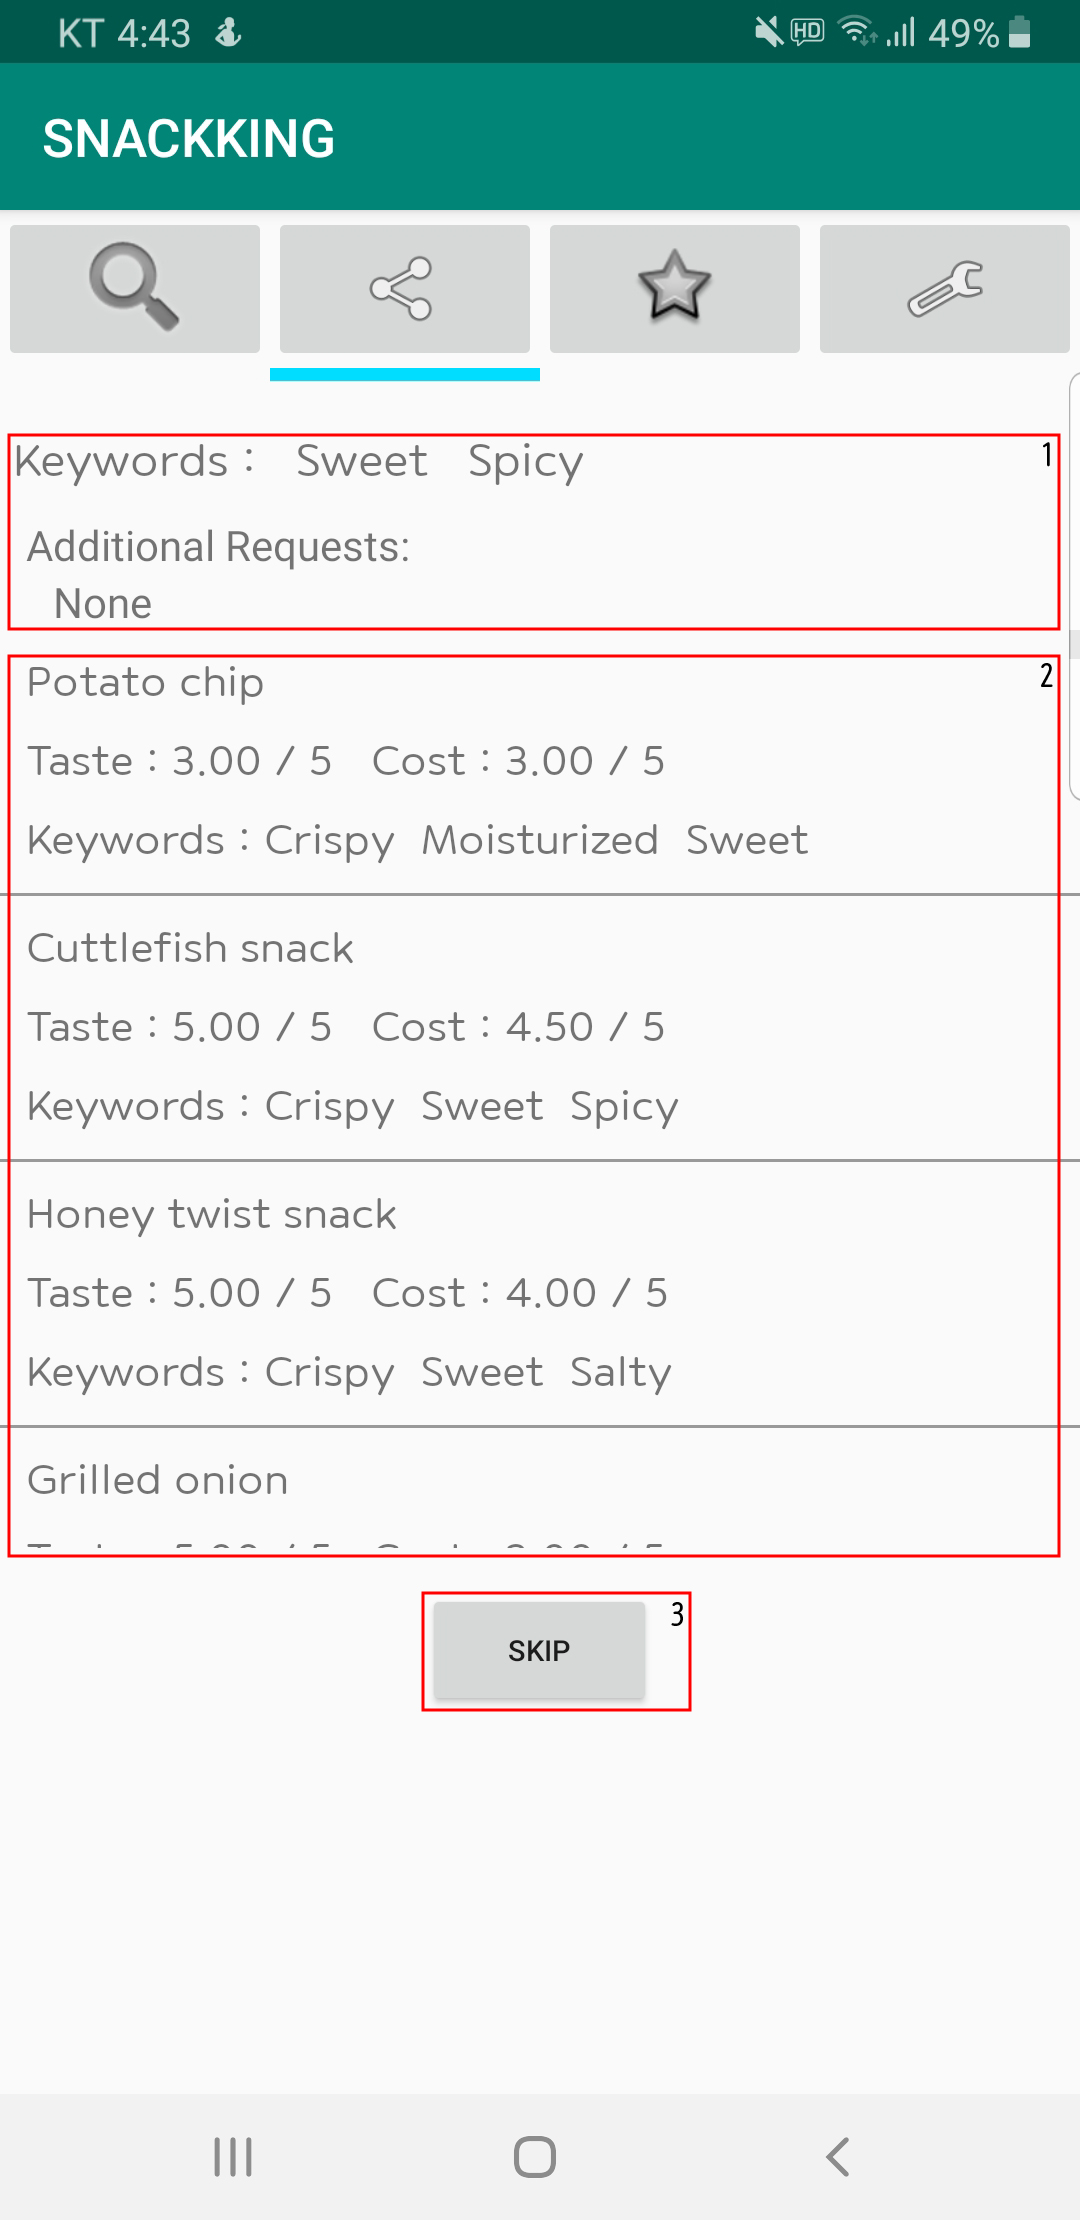 KT 4:43 HD 49%
SNACKKING
Keywords : Sweet Spicy 1
Additional Requests:
None
Potato chip 2
Taste : 3.00 / 5 Cost : 3.00 / 5
Keywords : Crispy Moisturized Sweet
Cuttlefish snack
Taste : 5.00 / 5 Cost : 4.50 / 5
Keywords : Crispy Sweet Spicy
Honey twist snack
Taste : 5.00 / 5 Cost : 4.00 / 5
Keywords : Crispy Sweet Salty
Grilled onion
SKIP 3